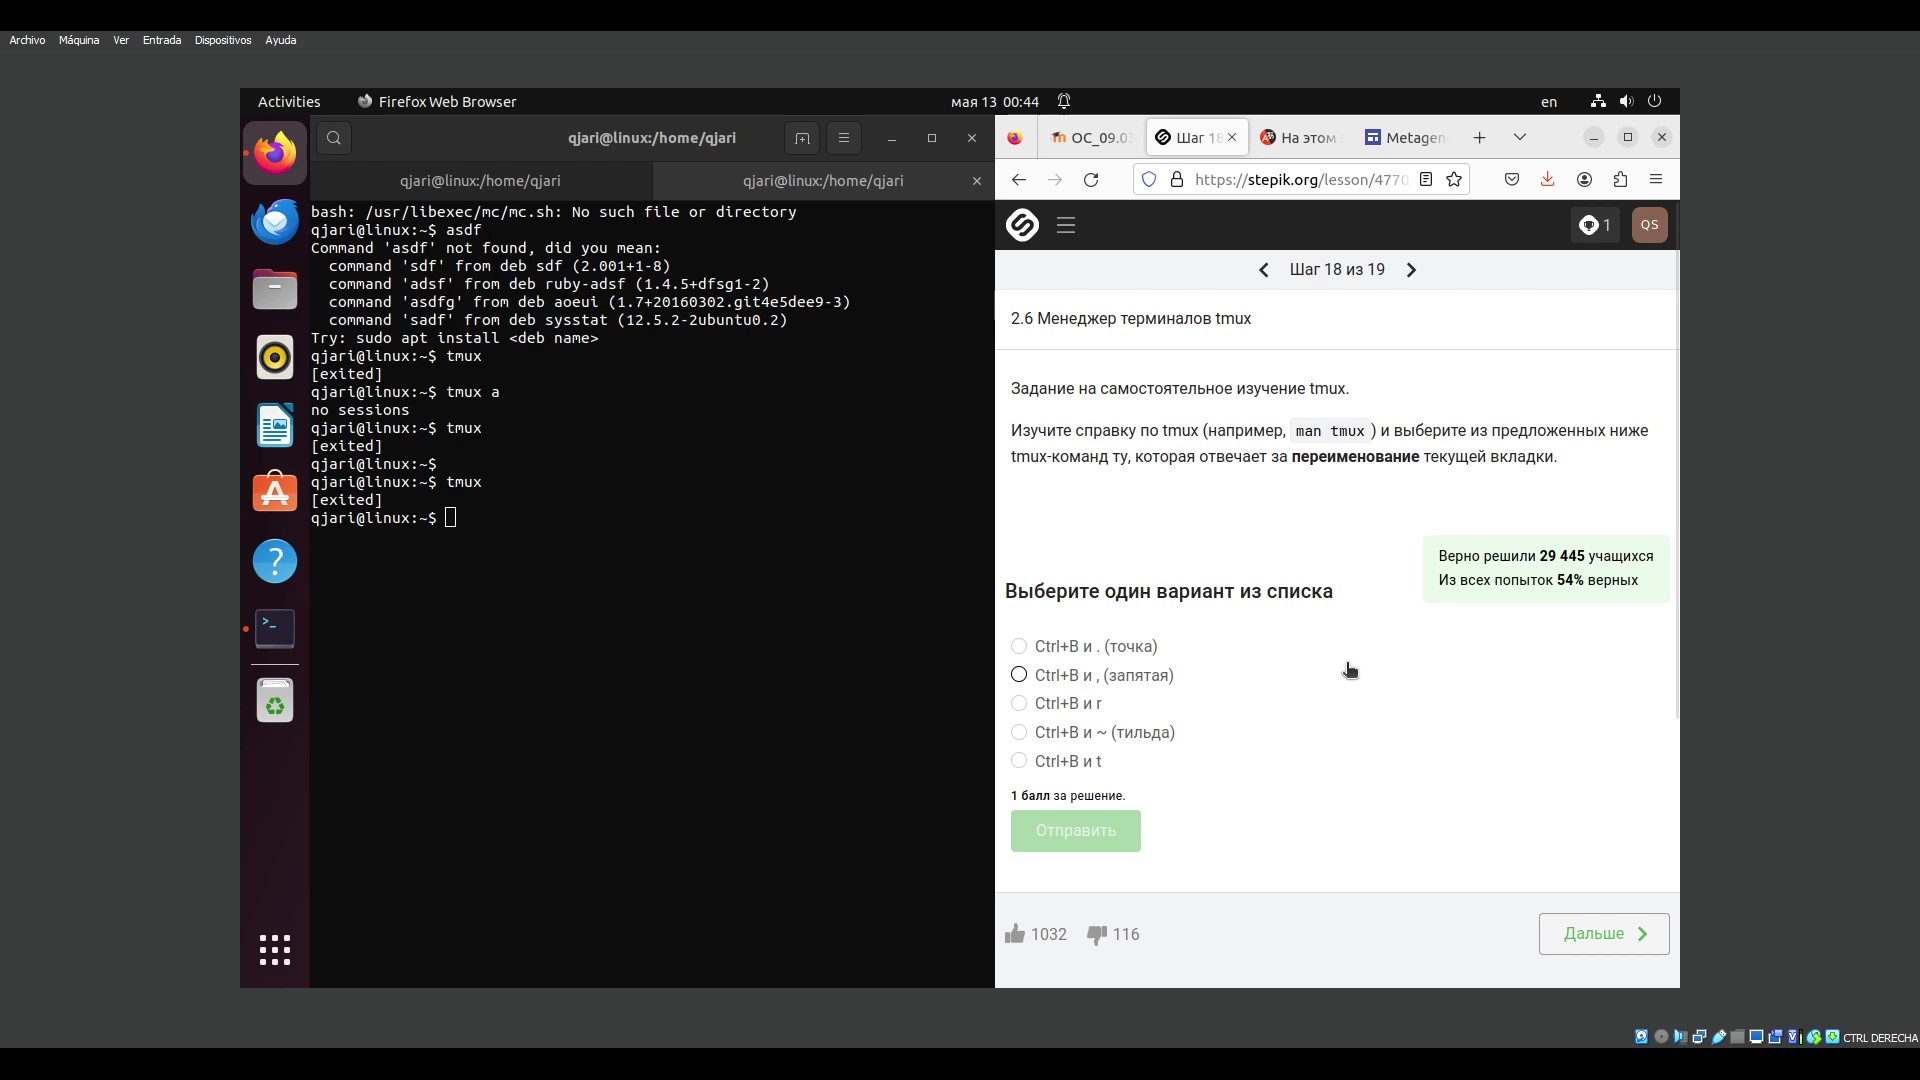 Archivo Máquina Ver Entrada Dispositivos Ayuda
Activities Firefox Web Browser мая 13 00:44 en
qjari@linux:/home/qjari
qjari@linux:/home/qjari qjari@linux:/home/qjari
bash: /usr/libexec/mc/mc.sh: No such file or directory
qjari@linux:~$ asdf
Command 'asdf' not found, did you mean:
command 'sdf' from deb sdf (2.001+1-8)
command 'adsf' from deb ruby-adsf (1.4.5+dfsg1-2)
command 'asdfg' from deb aoeui (1.7+20160302.git4e5dee9-3)
command 'sadf' from deb sysstat (12.5.2-2ubuntu0.2)
Try: sudo apt install <deb name>
qjari@linux:~$ tmux
[exited]
qjari@linux:~$ tmux a
no sessions
qjari@linux:~$ tmux
[exited]
qjari@linux:~$
qjari@linux:~$ tmux
[exited]
qjari@linux:~$
ОС_09.03 Шаг 18 На этом Metagen
https://stepik.org/lesson/4770
1 QS
Шаг 18 из 19
2.6 Менеджер терминалов tmux
Задание на самостоятельное изучение tmux.
Изучите справку по tmux (например, man tmux ) и выберите из предложенных ниже
tmux-команд ту, которая отвечает за переименование текущей вкладки.
Верно решили 29 445 учащихся
Из всех попыток 54% верных
Выберите один вариант из списка
Ctrl+B и . (точка)
Ctrl+B и , (запятая)
Ctrl+B и r
Ctrl+B и ~ (тильда)
Ctrl+B и t
1 балл за решение.
Отправить
1032 116 Дальше
CTRL DERECHA